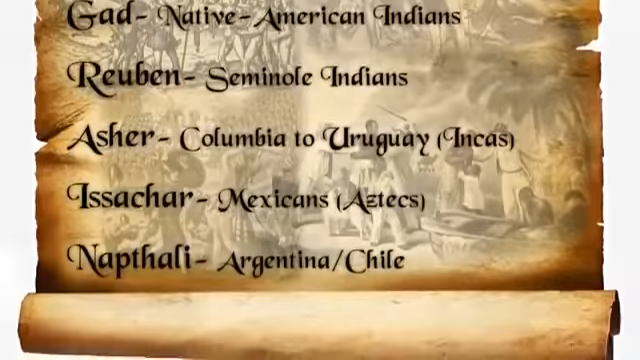 Gad- Native-American Indians
Reuben- Seminole Indians
Asher- Columbia to Uruguay (Incas)
Issachar- Mexicans (Aztecs)
Napthali- Argentina/Chile